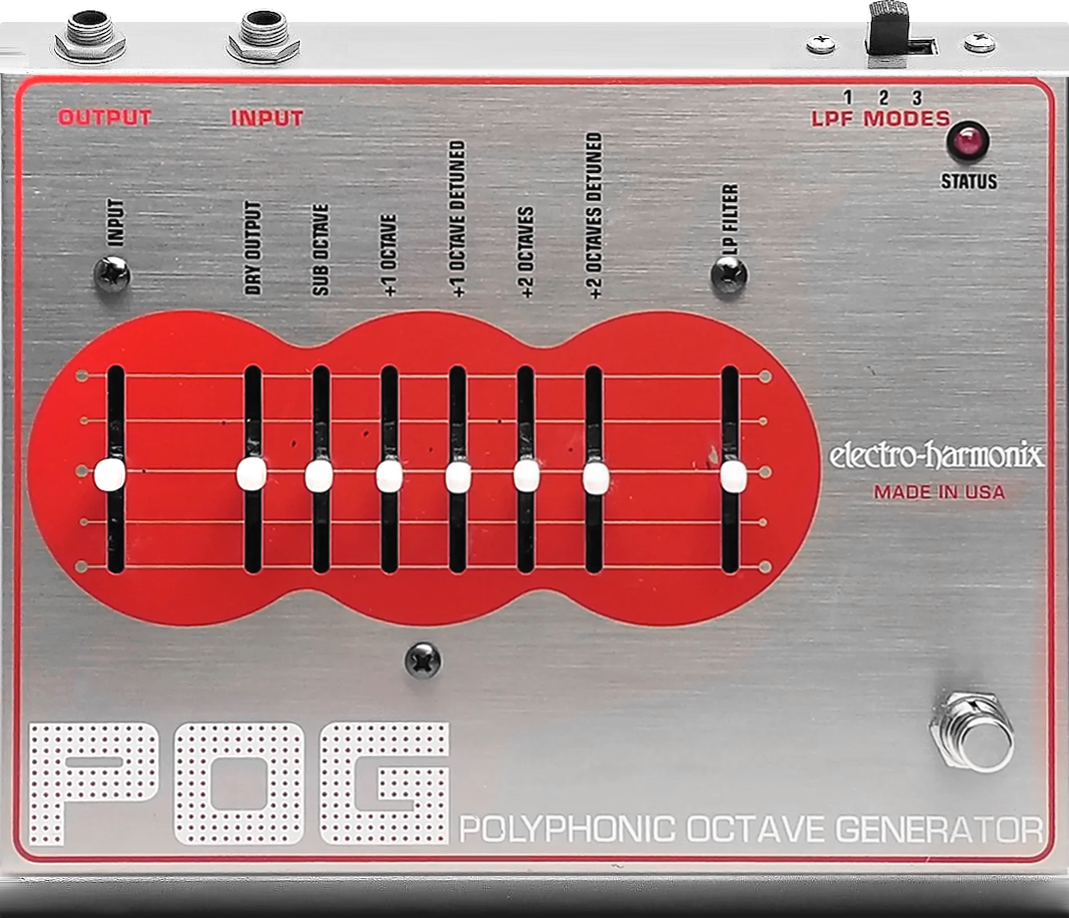 OUTPUT
INPUT
1 2 3
LPF MODES
STATUS
INPUT
DRY OUTPUT
SUB OCTAVE
+1 OCTAVE
+1 OCTAVE DETUNED
+2 OCTAVES
+2 OCTAVES DETUNED
LP FILTER
electro-harmonix
MADE IN USA
POG
POLYPHONIC OCTAVE GENERATOR